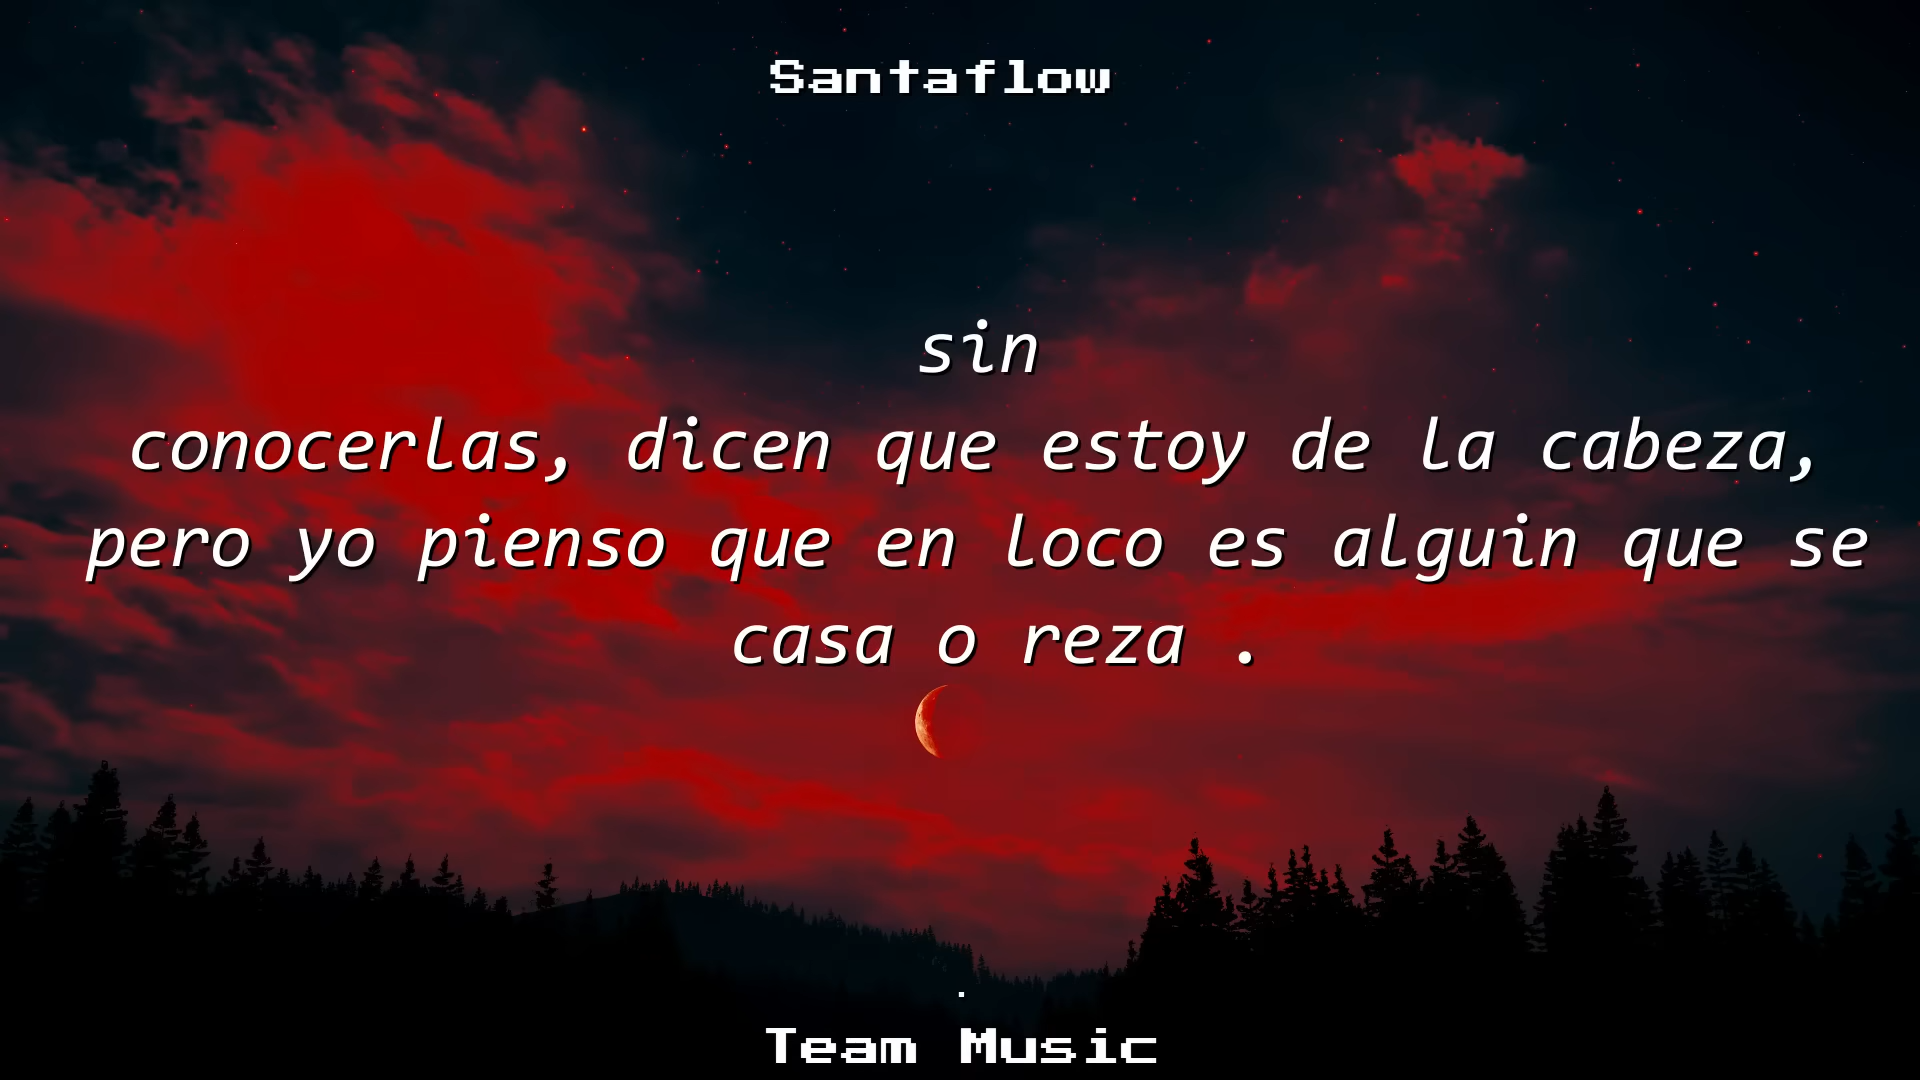 Santaflow
sin
conocerlas, dicen que estoy de la cabeza,
pero yo pienso que en loco es alguin que se
casa o reza .
.
Team Music